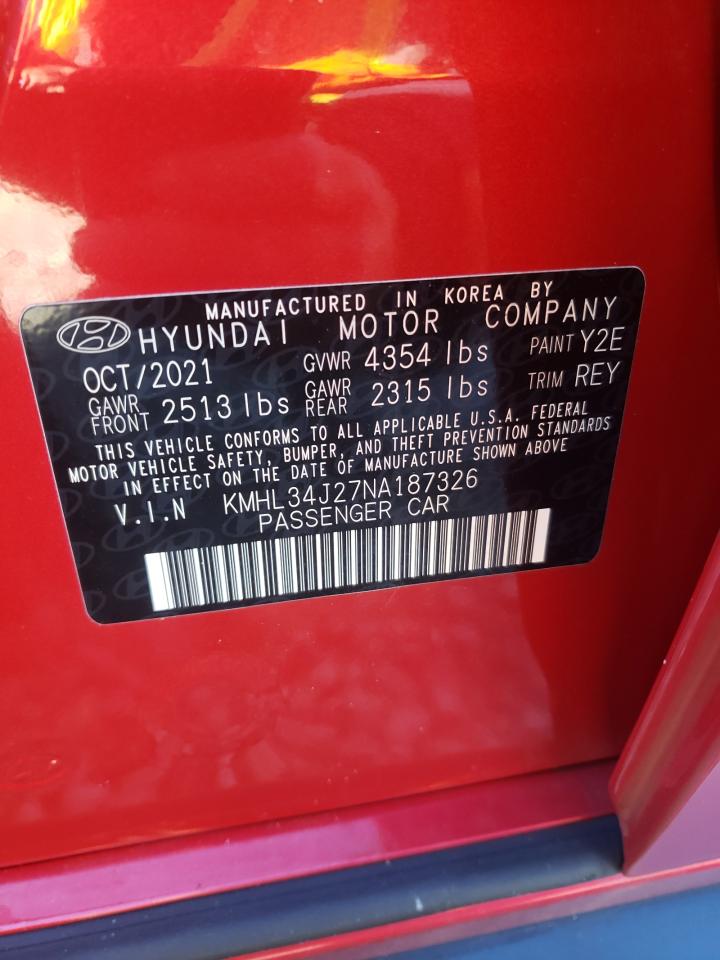 MANUFACTURED IN KOREA BY
HYUNDAI MOTOR COMPANY
OCT/2021 GVWR 4354 lbs PAINT Y2E
GAWR FRONT 2513 lbs GAWR REAR 2315 lbs TRIM REY
THIS VEHICLE CONFORMS TO ALL APPLICABLE U.S.A. FEDERAL
MOTOR VEHICLE SAFETY, BUMPER, AND THEFT PREVENTION STANDARDS
IN EFFECT ON THE DATE OF MANUFACTURE SHOWN ABOVE
V.I.N KMHL34J27NA187326
PASSENGER CAR